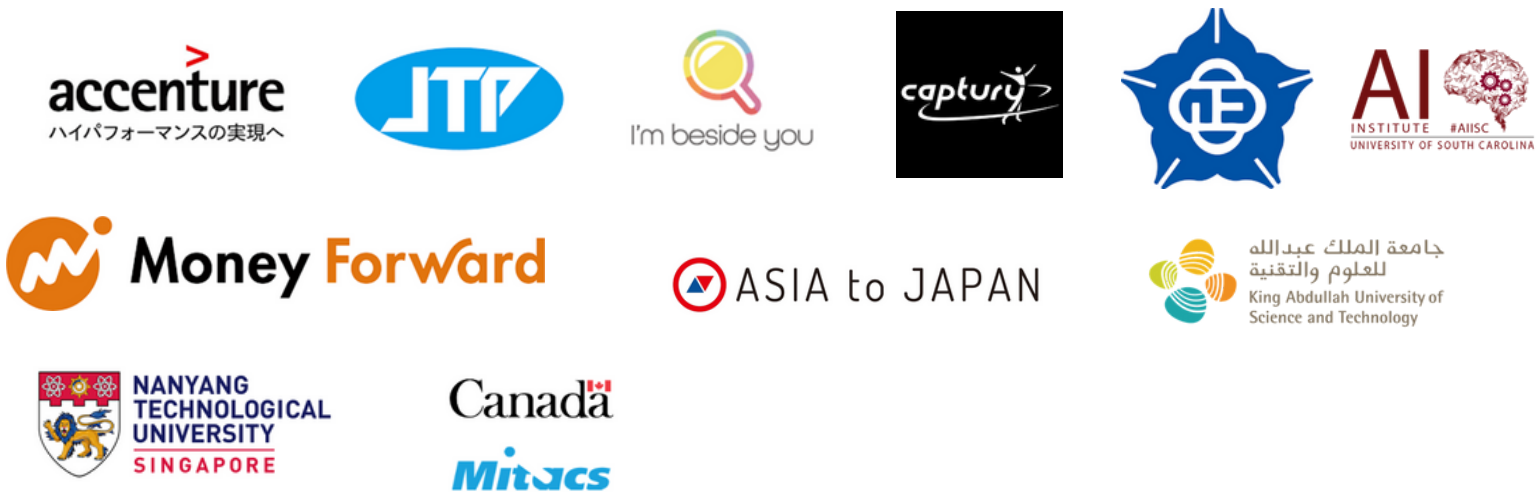 accenture
ハイパフォーマンスの実現へ
JTP
I'm beside you
captury
AI
INSTITUTE #AIISC
UNIVERSITY OF SOUTH CAROLINA
Money Forward
ASIA to JAPAN
جامعة الملك عبدالله
للعلوم والتقنية
King Abdullah University of
Science and Technology
NANYANG
TECHNOLOGICAL
UNIVERSITY
SINGAPORE
Canada
Mitacs